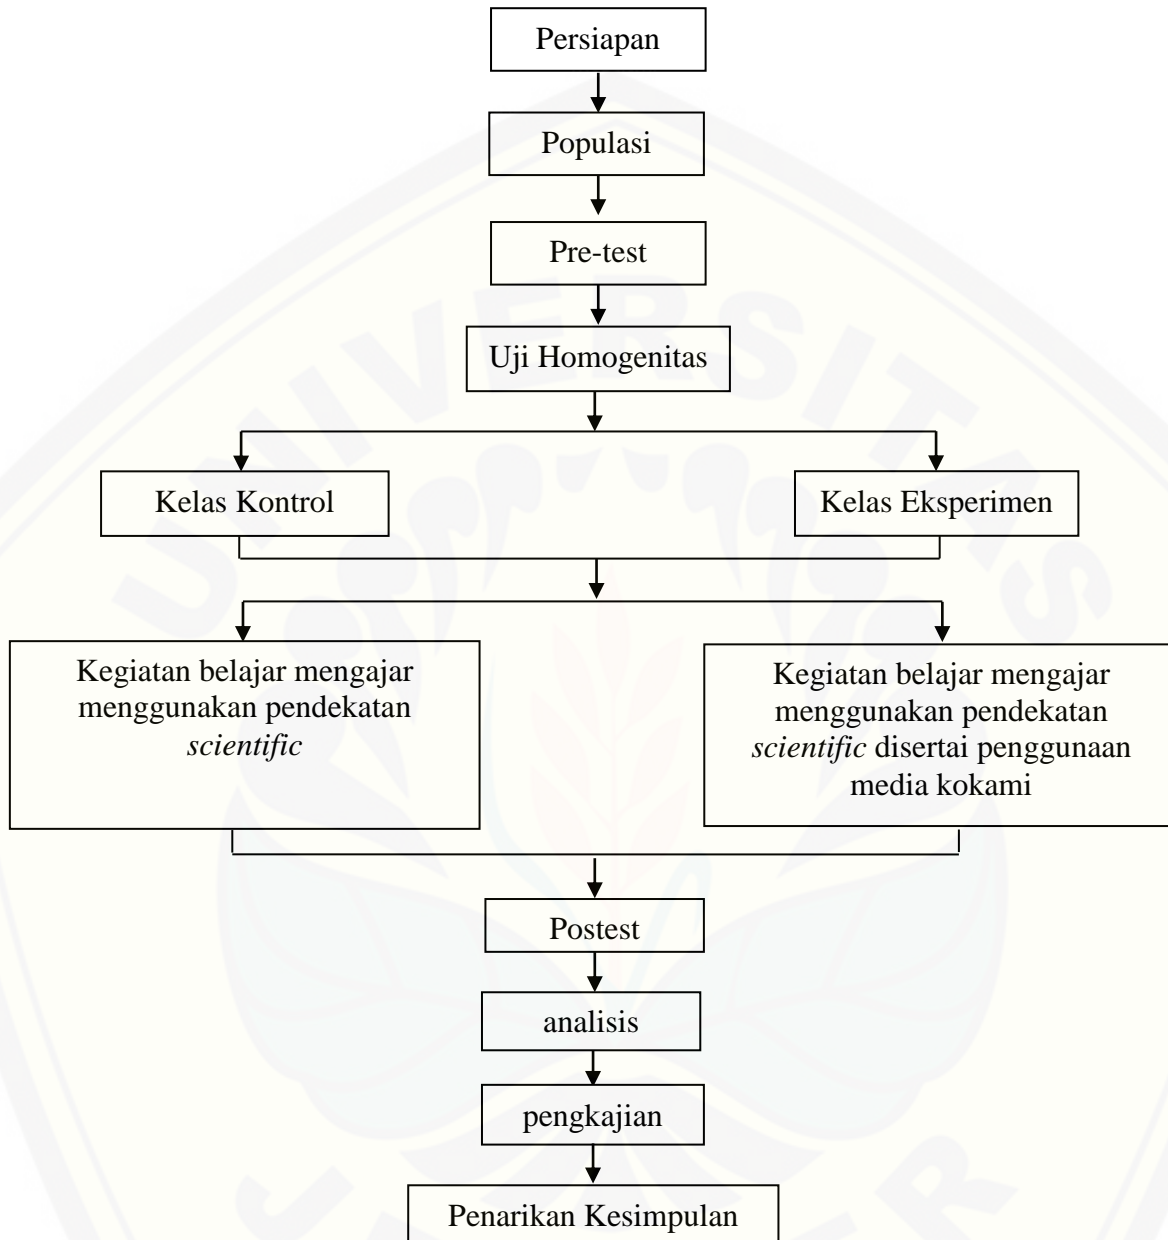 Persiapan
Populasi
Pre-test
Uji Homogenitas
Kelas Kontrol
Kelas Eksperimen
Kegiatan belajar mengajar
menggunakan pendekatan
scientific
Kegiatan belajar mengajar
menggunakan pendekatan
scientific disertai penggunaan
media kokami
Postest
analisis
pengkajian
Penarikan Kesimpulan
UNIVERSITAS